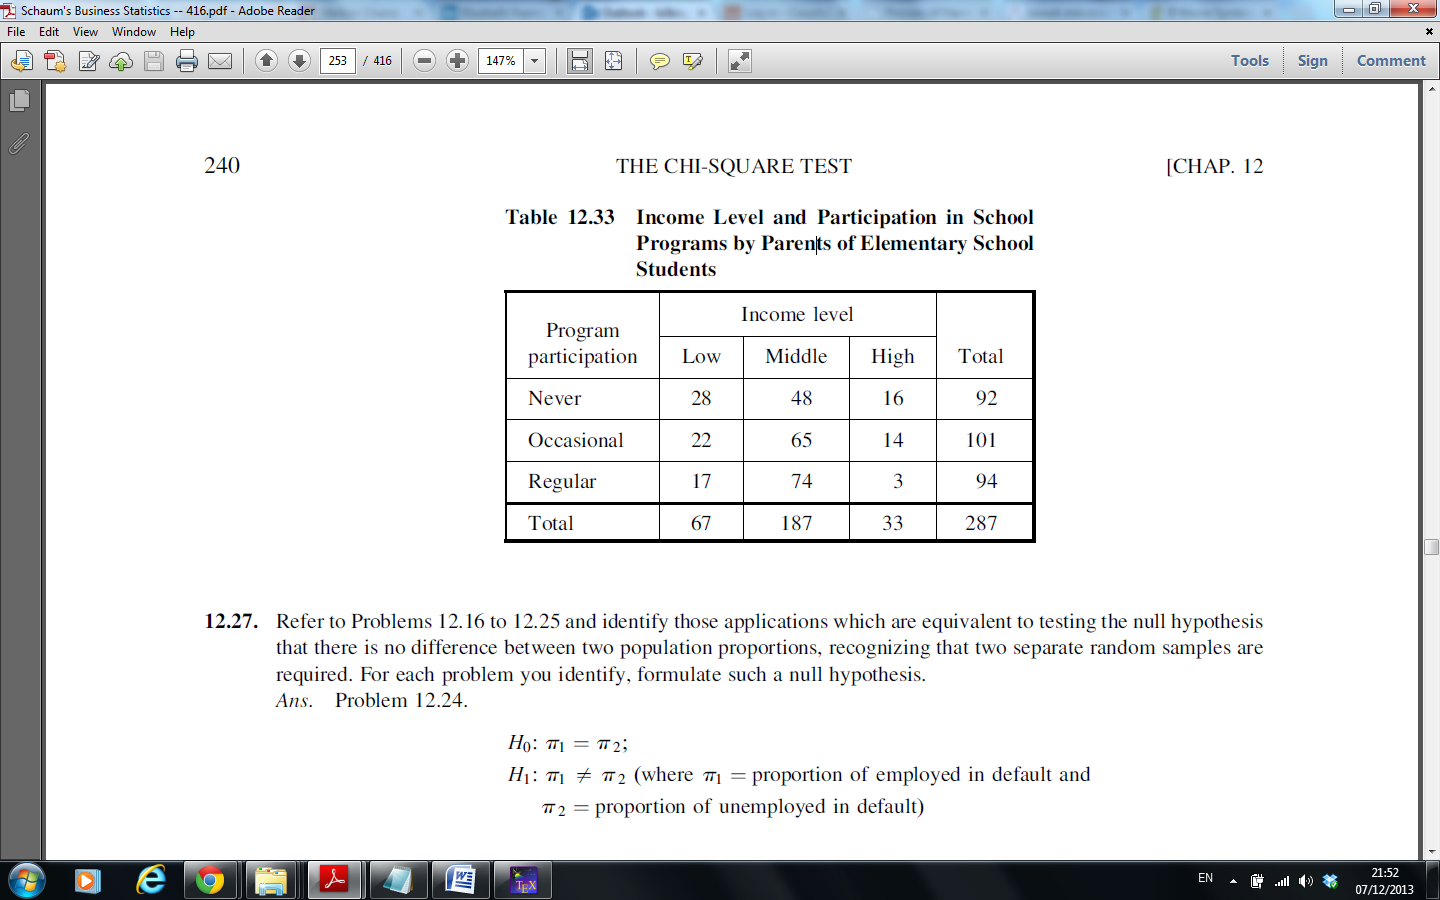 Schaum's Business Statistics -- 416.pdf - Adobe Reader
File Edit View Window Help
253 / 416 147% Tools Sign Comment
240 THE CHI-SQUARE TEST [CHAP. 12
Table 12.33 Income Level and Participation in School
Programs by Parents of Elementary School
Students
Income level
Program
participation Low Middle High Total
Never 28 48 16 92
Occasional 22 65 14 101
Regular 17 74 3 94
Total 67 187 33 287
12.27. Refer to Problems 12.16 to 12.25 and identify those applications which are equivalent to testing the null hypothesis
that there is no difference between two population proportions, recognizing that two separate random samples are
required. For each problem you identify, formulate such a null hypothesis.
Ans. Problem 12.24.
H₀: π₁ = π₂;
H₁: π₁ ≠ π₂ (where π₁ = proportion of employed in default and
π₂ = proportion of unemployed in default)
EN 21:52
07/12/2013